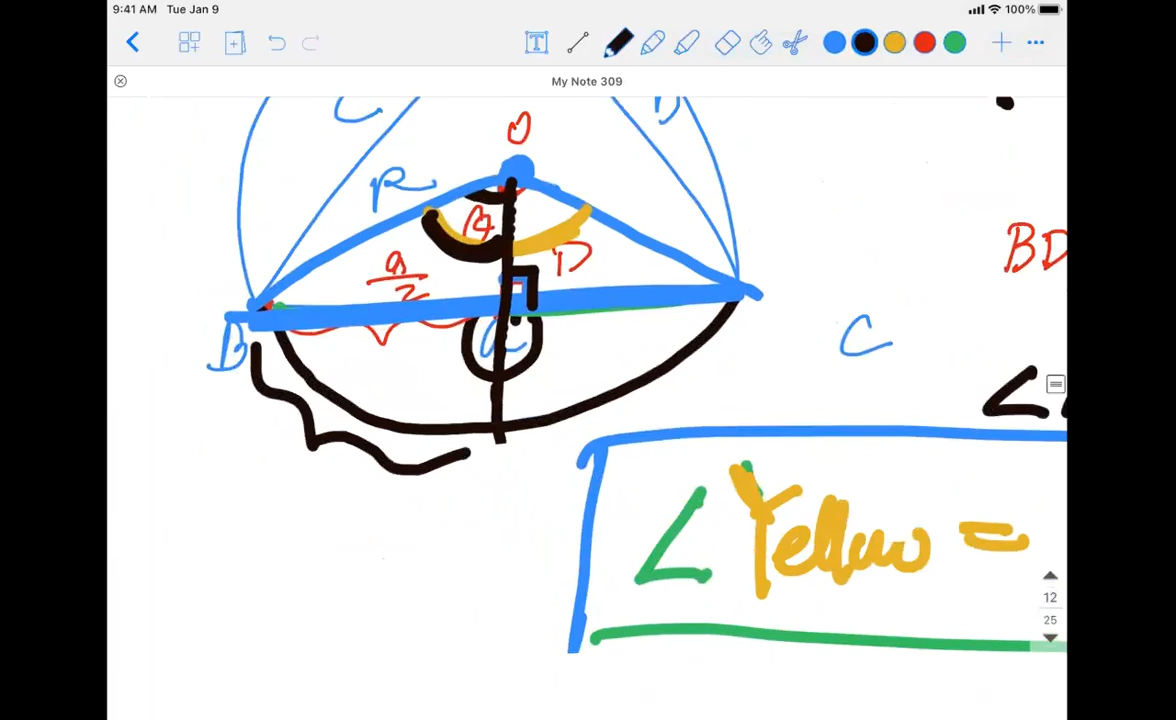 9:41 AM Tue Jan 9
100%
T
My Note 309
C
D
O
R
A
D
a
2
B
a
C
BD
∠
∠ Yellow =
12
25